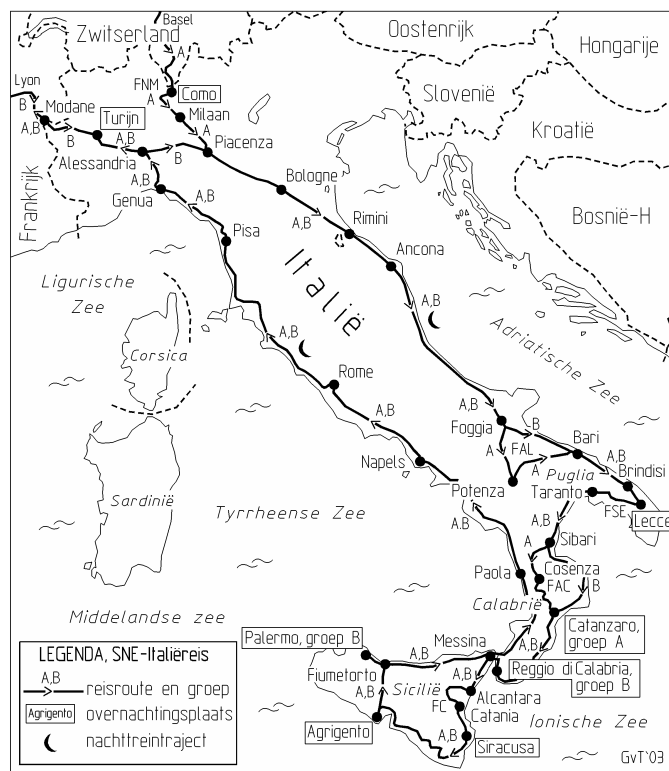 Basel
Zwitserland
Oostenrijk
Hongarije
A
Lyon
FNM
Como
Slovenië
B
Modane
A
Milaan
Turijn
A,B
B
A,B
A
Kroatië
Piacenza
Alessandria
B
Frankrijk
A,B
Bologne
Genua
A,B
A,B
Rimini
Bosnië-H
Pisa
Ancona
Ligurische
Zee
Italië
A,B
Adriatische Zee
A,B
Corsica
Rome
A,B
A,B
B
Foggia
Bari
A
FAL
A
A,B
Napels
Puglia
Brindisi
Sardinië
Potenza
Taranto
FSE
Lecce
Tyrrheense Zee
A,B
A,B
Sibari
A
Cosenza
Paola
FAC
B
Calabrië
Middelandse zee
Catanzaro,
groep A
Palermo, groep B
Messina
A,B
A,B
LEGENDA, SNE-Italiëreis
A,B
reisroute en groep
Agrigento
overnachtingsplaats
nachttreintraject
Fiumetorto
A,B
Reggio di Calabria,
groep B
A,B
Sicilië
Alcantara
FC
Catania
Ionische Zee
Agrigento
A,B
Siracusa
GvT'03